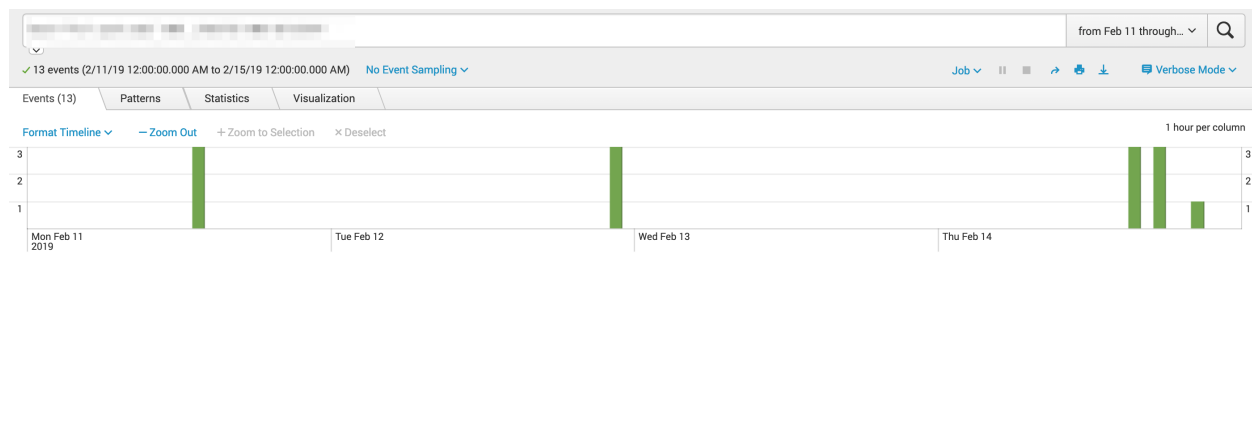 from Feb 11 through...
13 events (2/11/19 12:00:00.000 AM to 2/15/19 12:00:00.000 AM) No Event Sampling Job Verbose Mode
Events (13) Patterns Statistics Visualization
Format Timeline − Zoom Out + Zoom to Selection × Deselect 1 hour per column
3 3
2 2
1 1
Mon Feb 11 Tue Feb 12 Wed Feb 13 Thu Feb 14
2019